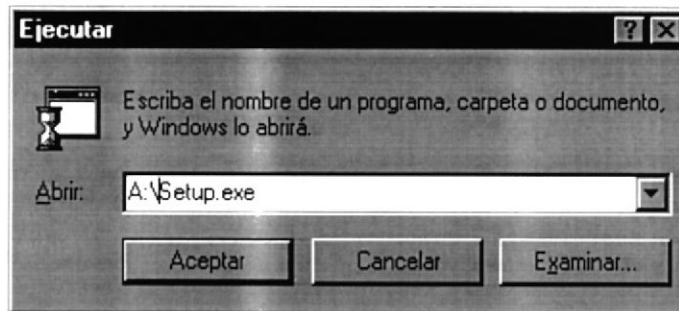 Ejecutar
Escriba el nombre de un programa, carpeta o documento,
y Windows lo abrirá.
Abrir: A:\Setup.exe
Aceptar Cancelar Examinar...